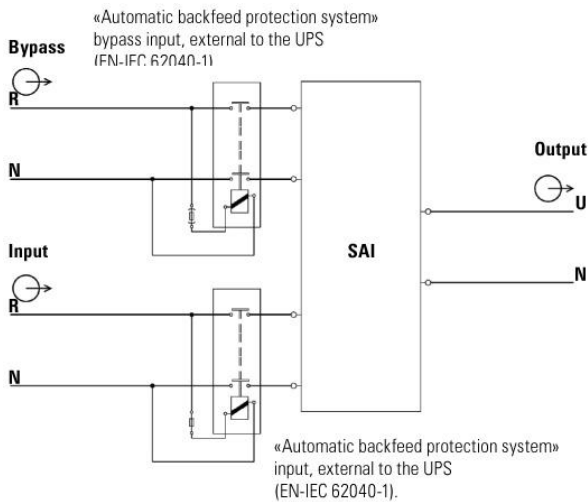 «Automatic backfeed protection system»
bypass input, external to the UPS
(EN-IEC 62040-1)
Bypass
R
N
Output
U
N
SAI
Input
R
N
«Automatic backfeed protection system»
input, external to the UPS
(EN-IEC 62040-1).